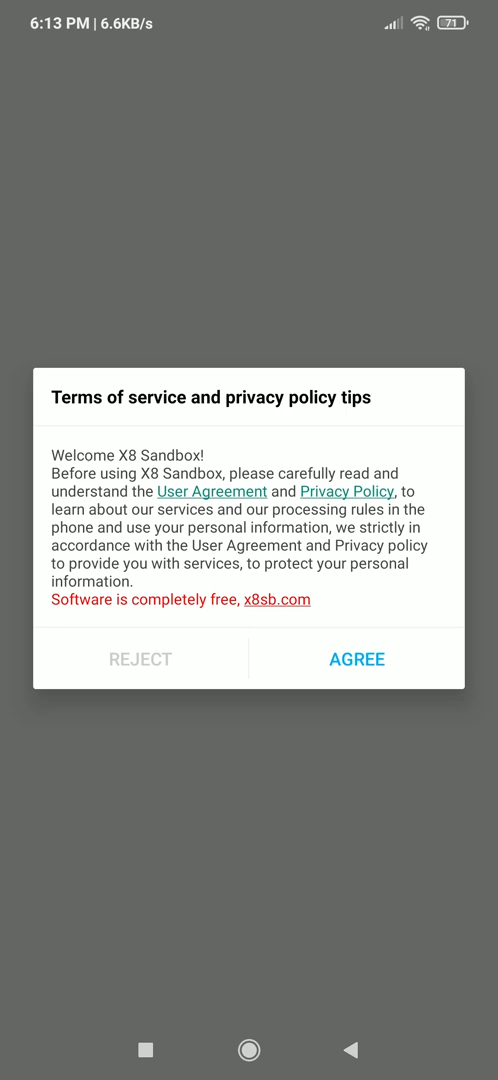 6:13 PM | 6.6KB/s 71
Terms of service and privacy policy tips
Welcome X8 Sandbox!
Before using X8 Sandbox, please carefully read and
understand the User Agreement and Privacy Policy, to
learn about our services and our processing rules in the
phone and use your personal information, we strictly in
accordance with the User Agreement and Privacy policy
to provide you with services, to protect your personal
information.
Software is completely free, x8sb.com
REJECT AGREE